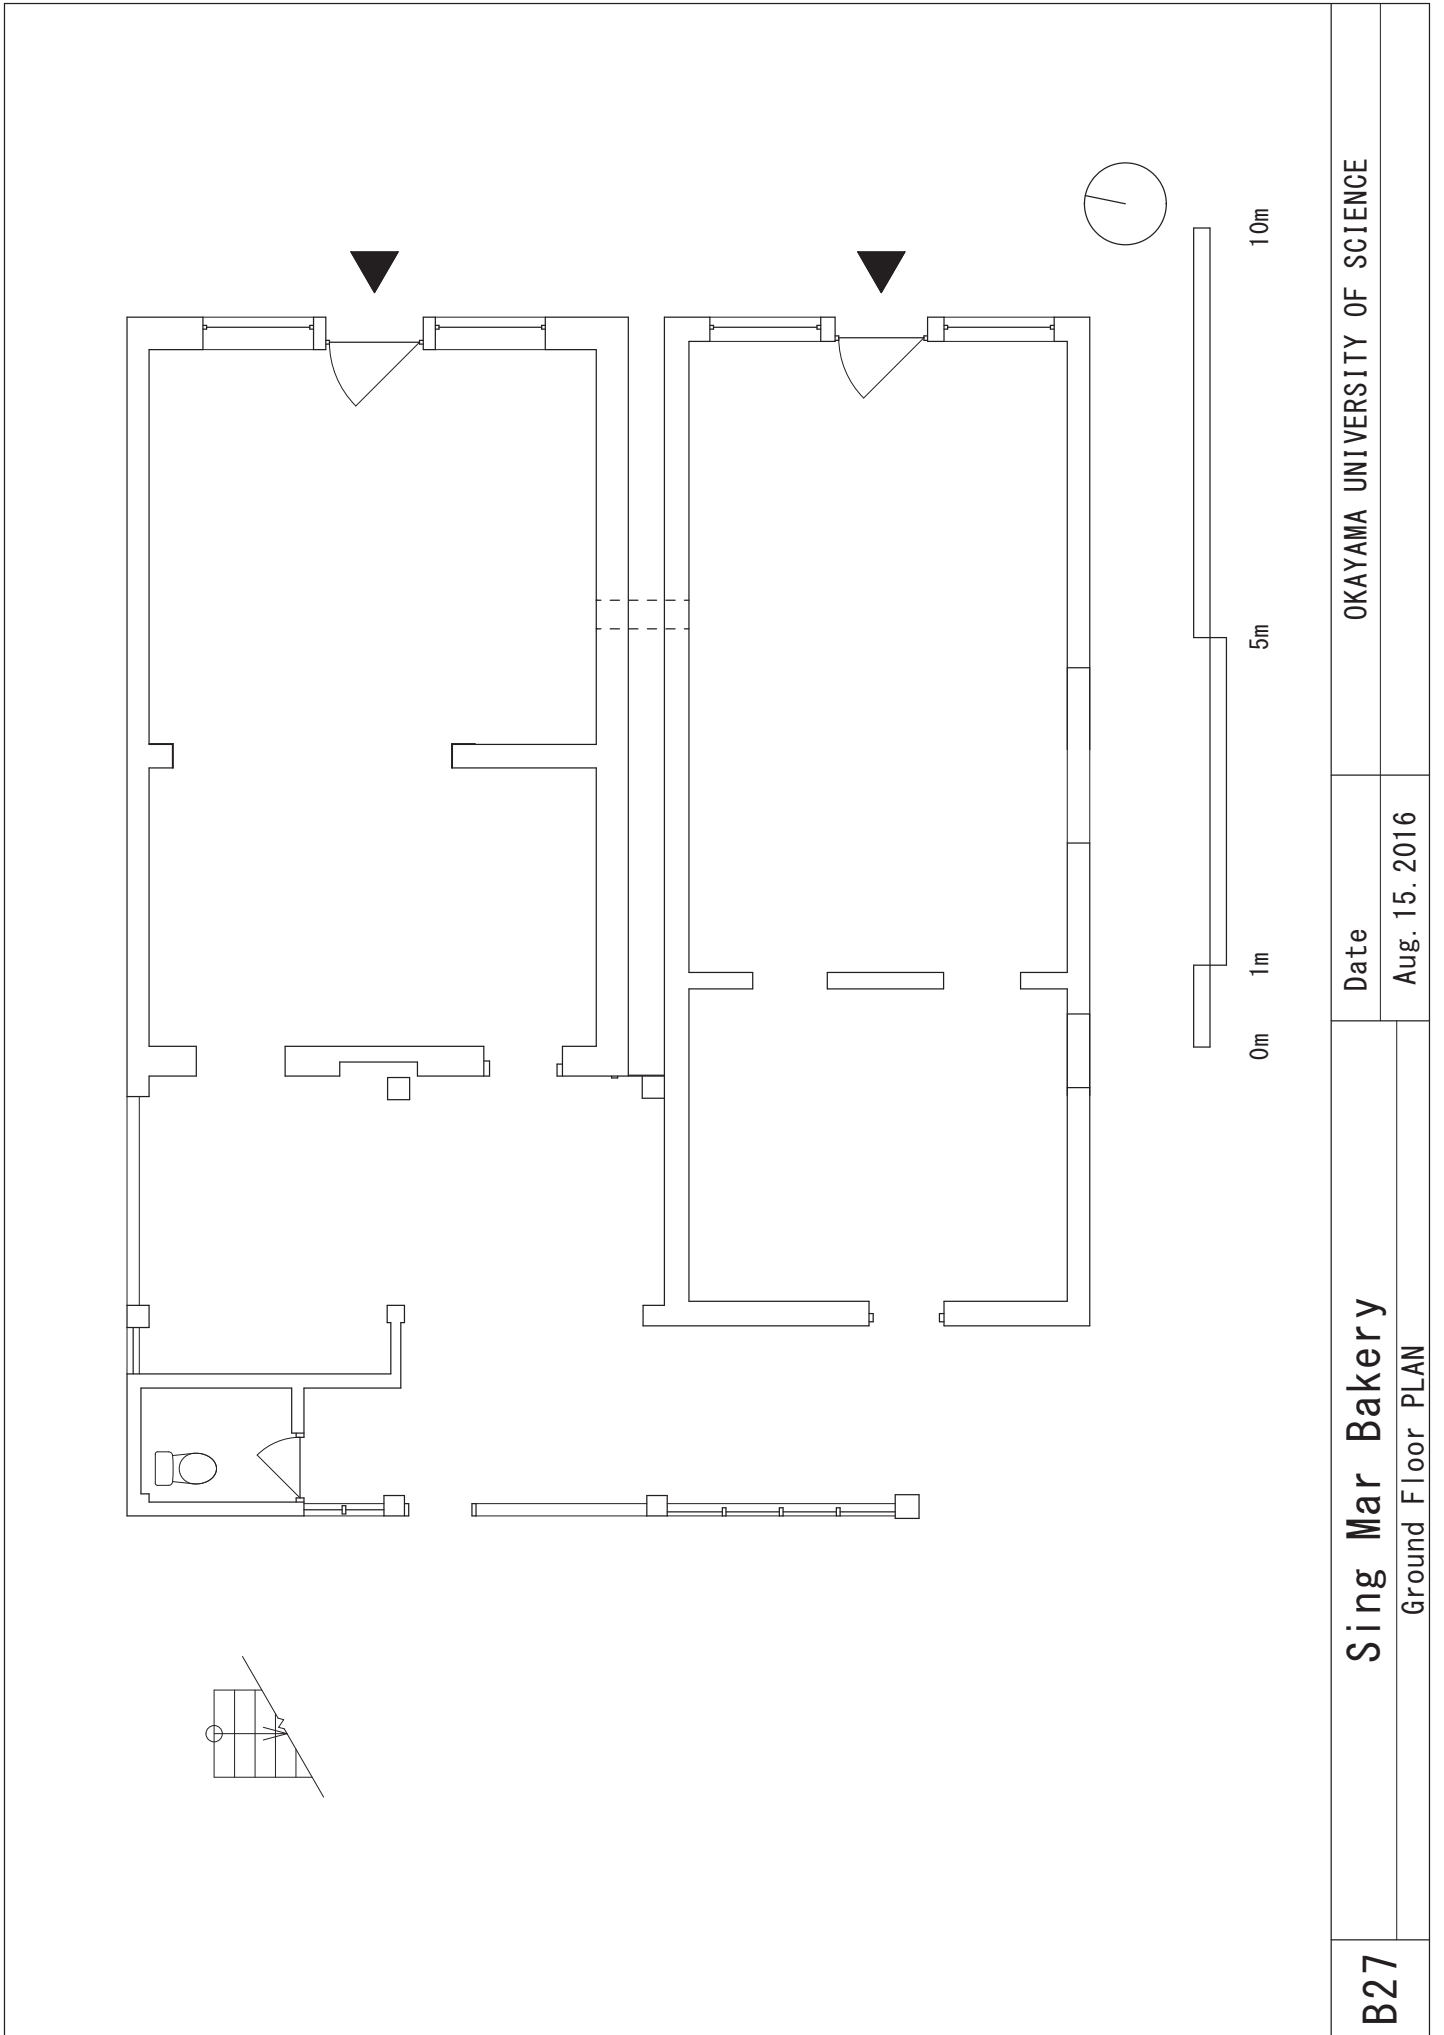 B27
Sing Mar Bakery
Ground Floor PLAN
Date
Aug. 15. 2016
OKAYAMA UNIVERSITY OF SCIENCE
0m 1m 5m 10m